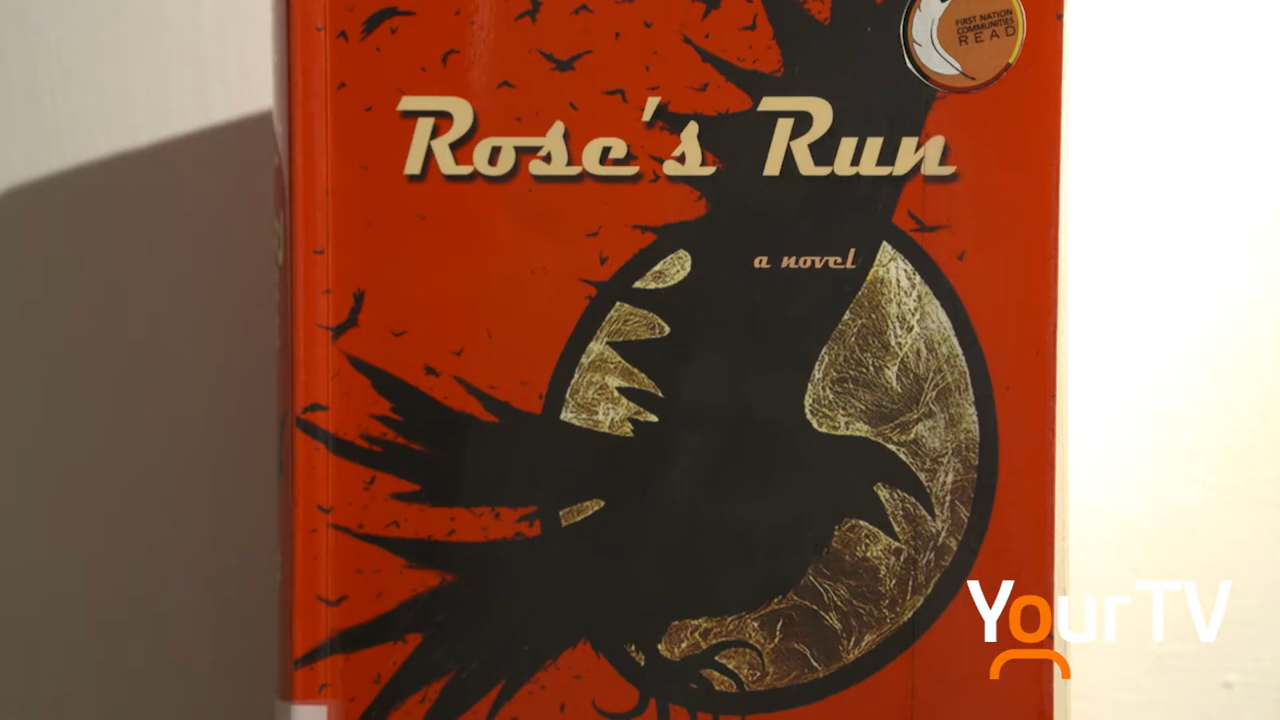 FIRST NATION
COMMUNITIES
READ
Rose's Run
a novel
YourTV